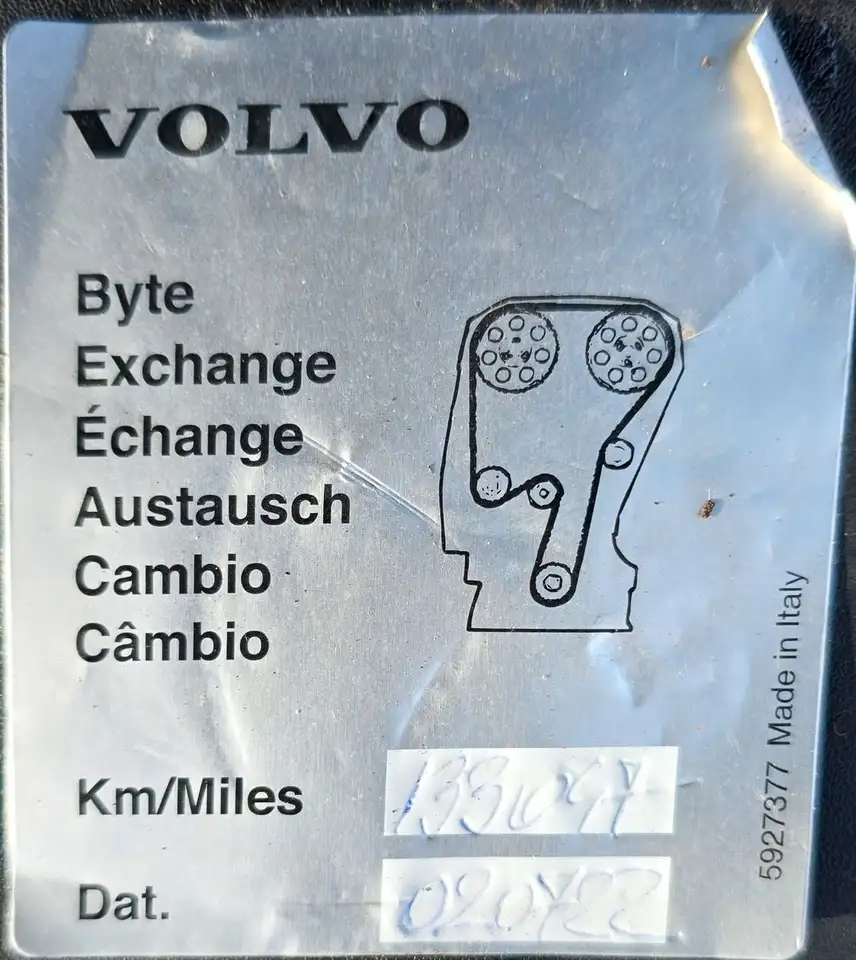 VOLVO
Byte
Exchange
Échange
Austausch
Cambio
Câmbio
Km/Miles
Dat. 020722
5927377 Made in Italy